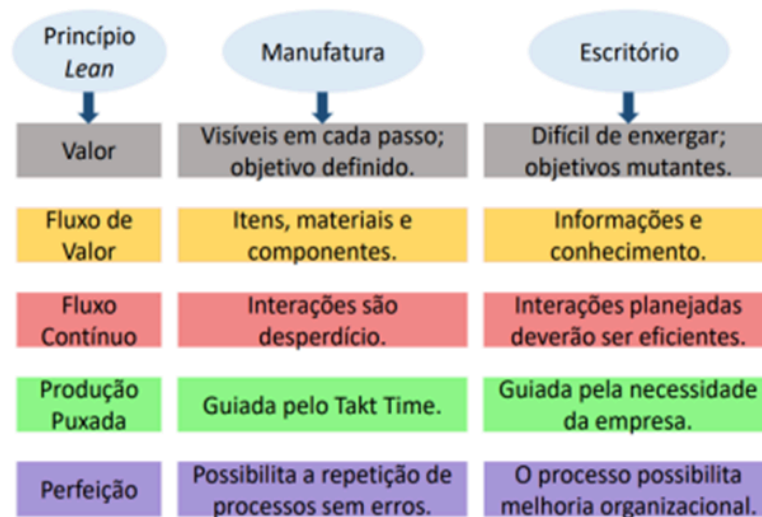 Princípio
Lean
Manufatura
Escritório
Valor
Visíveis em cada passo;
objetivo definido.
Difícil de enxergar;
objetivos mutantes.
Fluxo de
Valor
Itens, materiais e
componentes.
Informações e
conhecimento.
Fluxo
Contínuo
Interações são
desperdício.
Interações planejadas
deverão ser eficientes.
Produção
Puxada
Guiada pelo Takt Time.
Guiada pela necessidade
da empresa.
Perfeição
Possibilita a repetição de
processos sem erros.
O processo possibilita
melhoria organizacional.